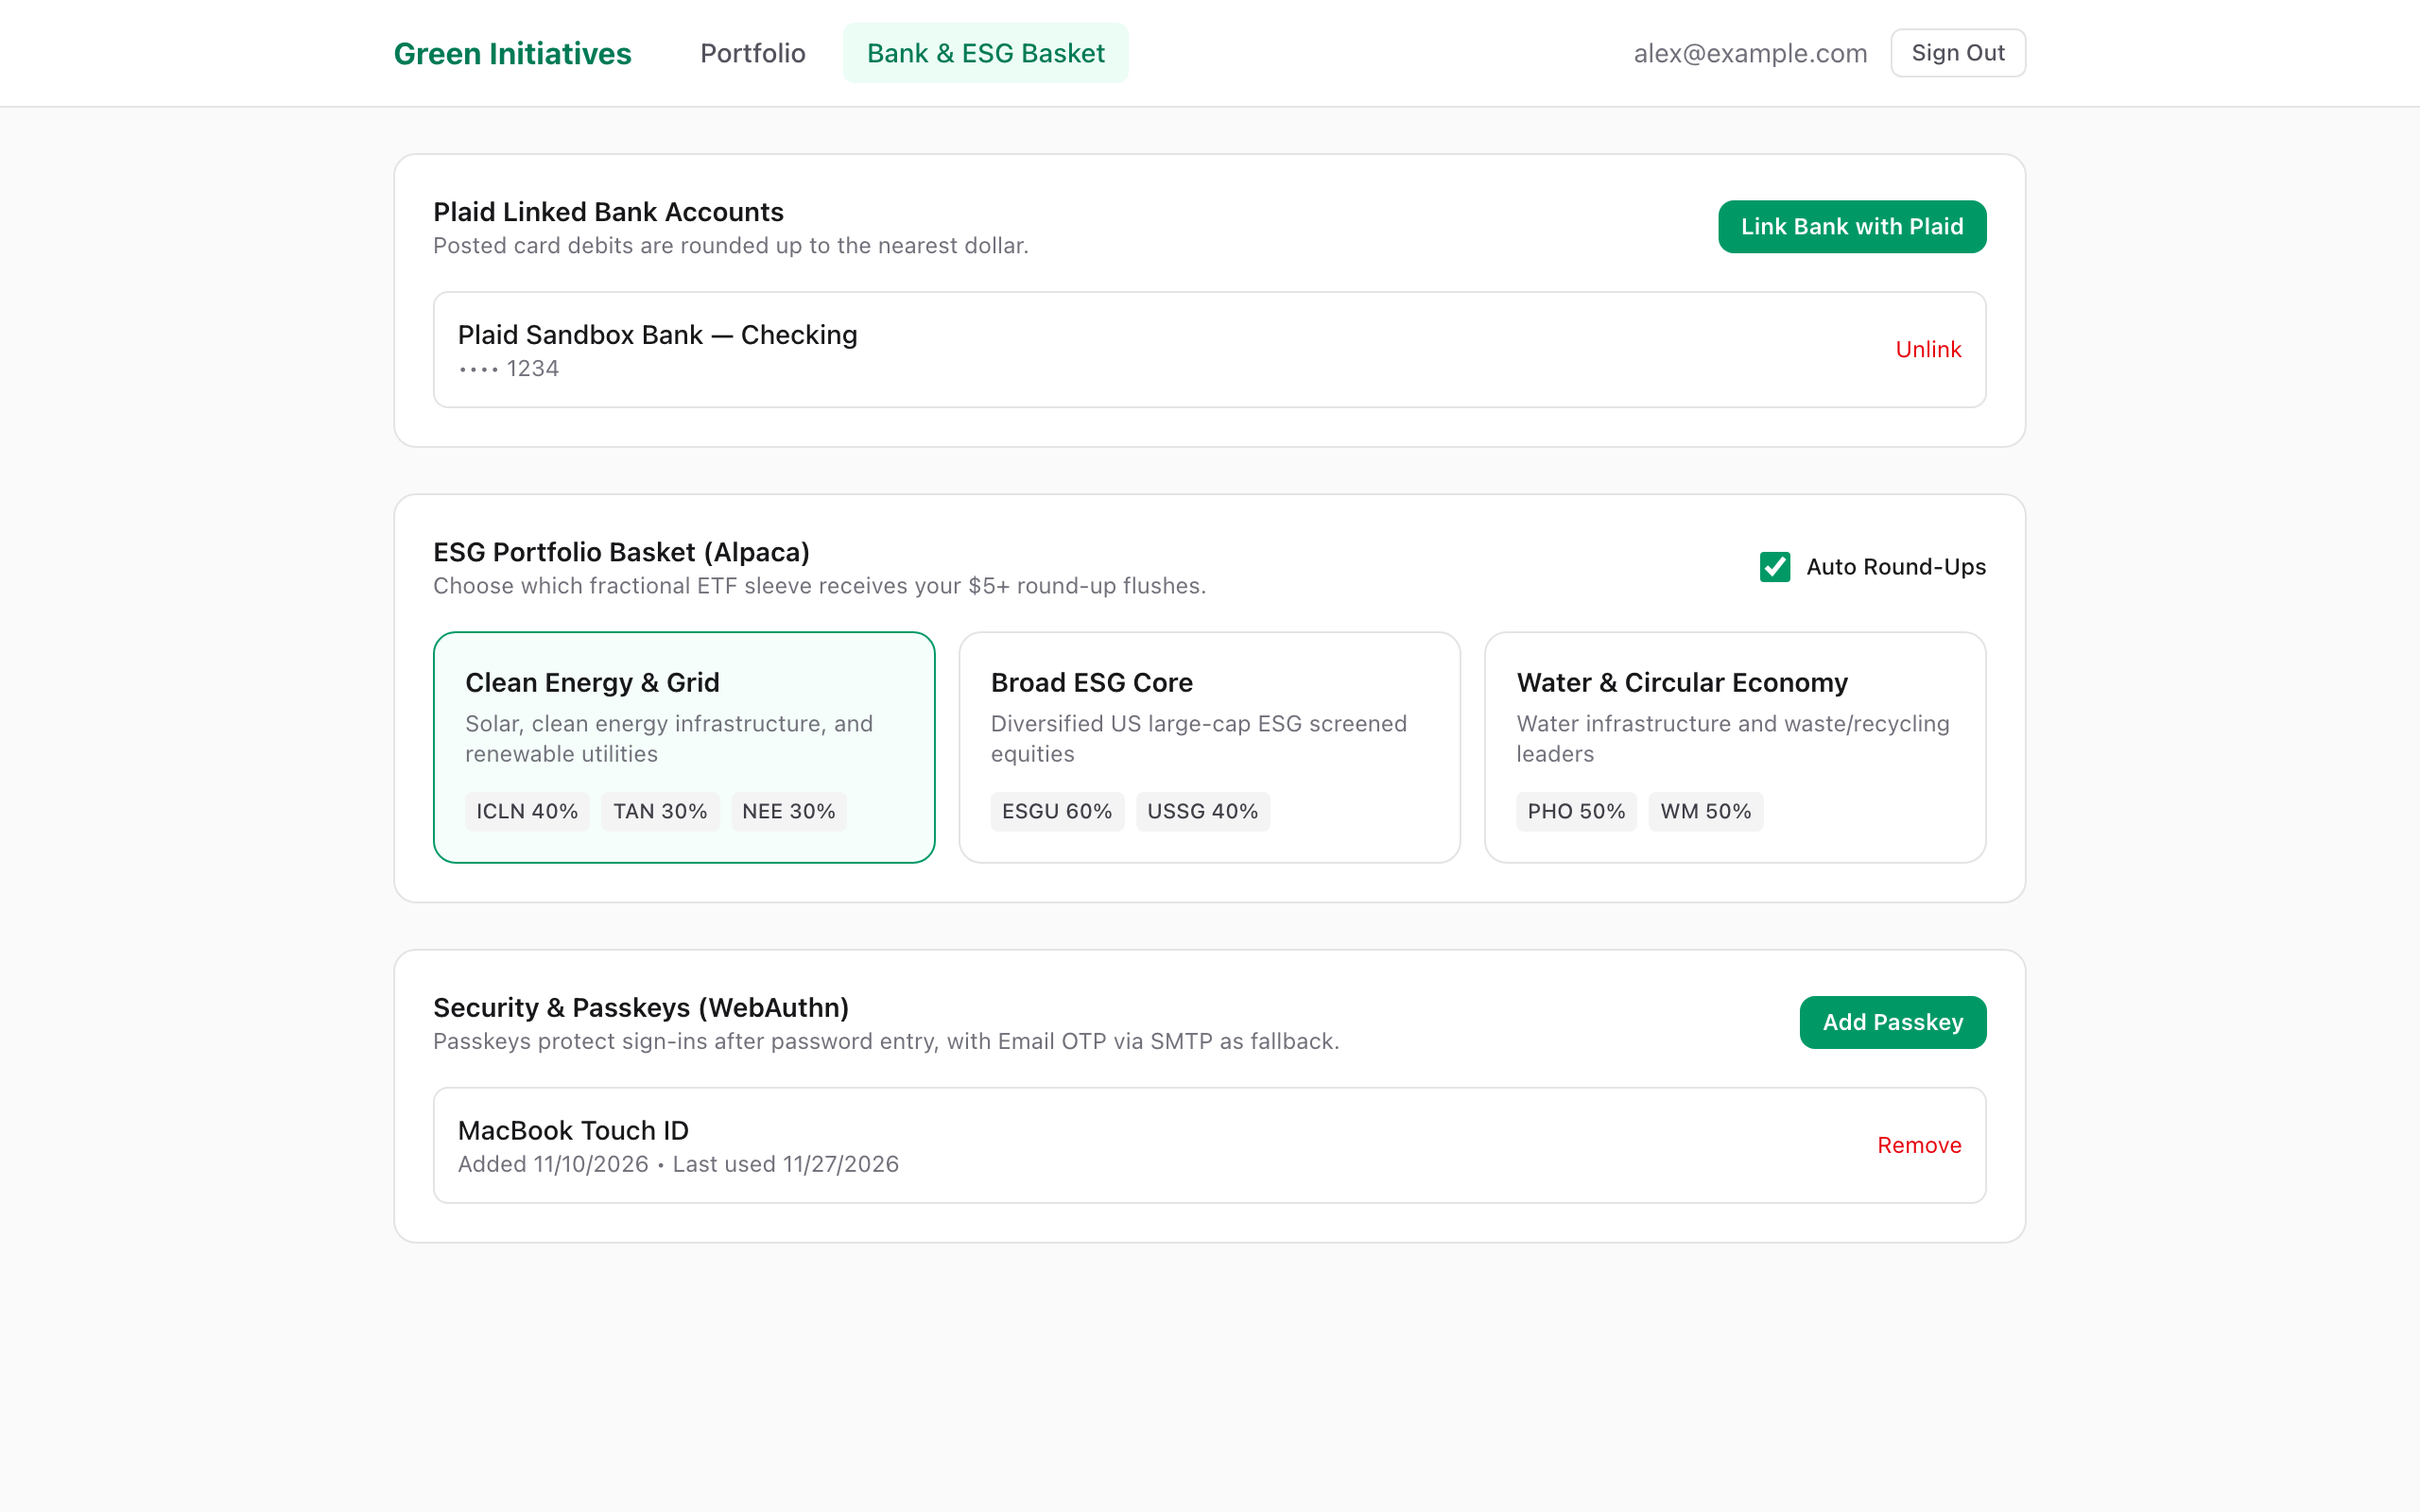 Green Initiatives
Portfolio
Bank & ESG Basket
alex@example.com
Sign Out
Plaid Linked Bank Accounts
Posted card debits are rounded up to the nearest dollar.
Link Bank with Plaid
Plaid Sandbox Bank — Checking
•••• 1234
Unlink
ESG Portfolio Basket (Alpaca)
Choose which fractional ETF sleeve receives your $5+ round-up flushes.
Auto Round-Ups
Clean Energy & Grid
Solar, clean energy infrastructure, and
renewable utilities
ICLN 40% TAN 30% NEE 30%
Broad ESG Core
Diversified US large-cap ESG screened
equities
ESGU 60% USSG 40%
Water & Circular Economy
Water infrastructure and waste/recycling
leaders
PHO 50% WM 50%
Security & Passkeys (WebAuthn)
Passkeys protect sign-ins after password entry, with Email OTP via SMTP as fallback.
Add Passkey
MacBook Touch ID
Added 11/10/2026 • Last used 11/27/2026
Remove